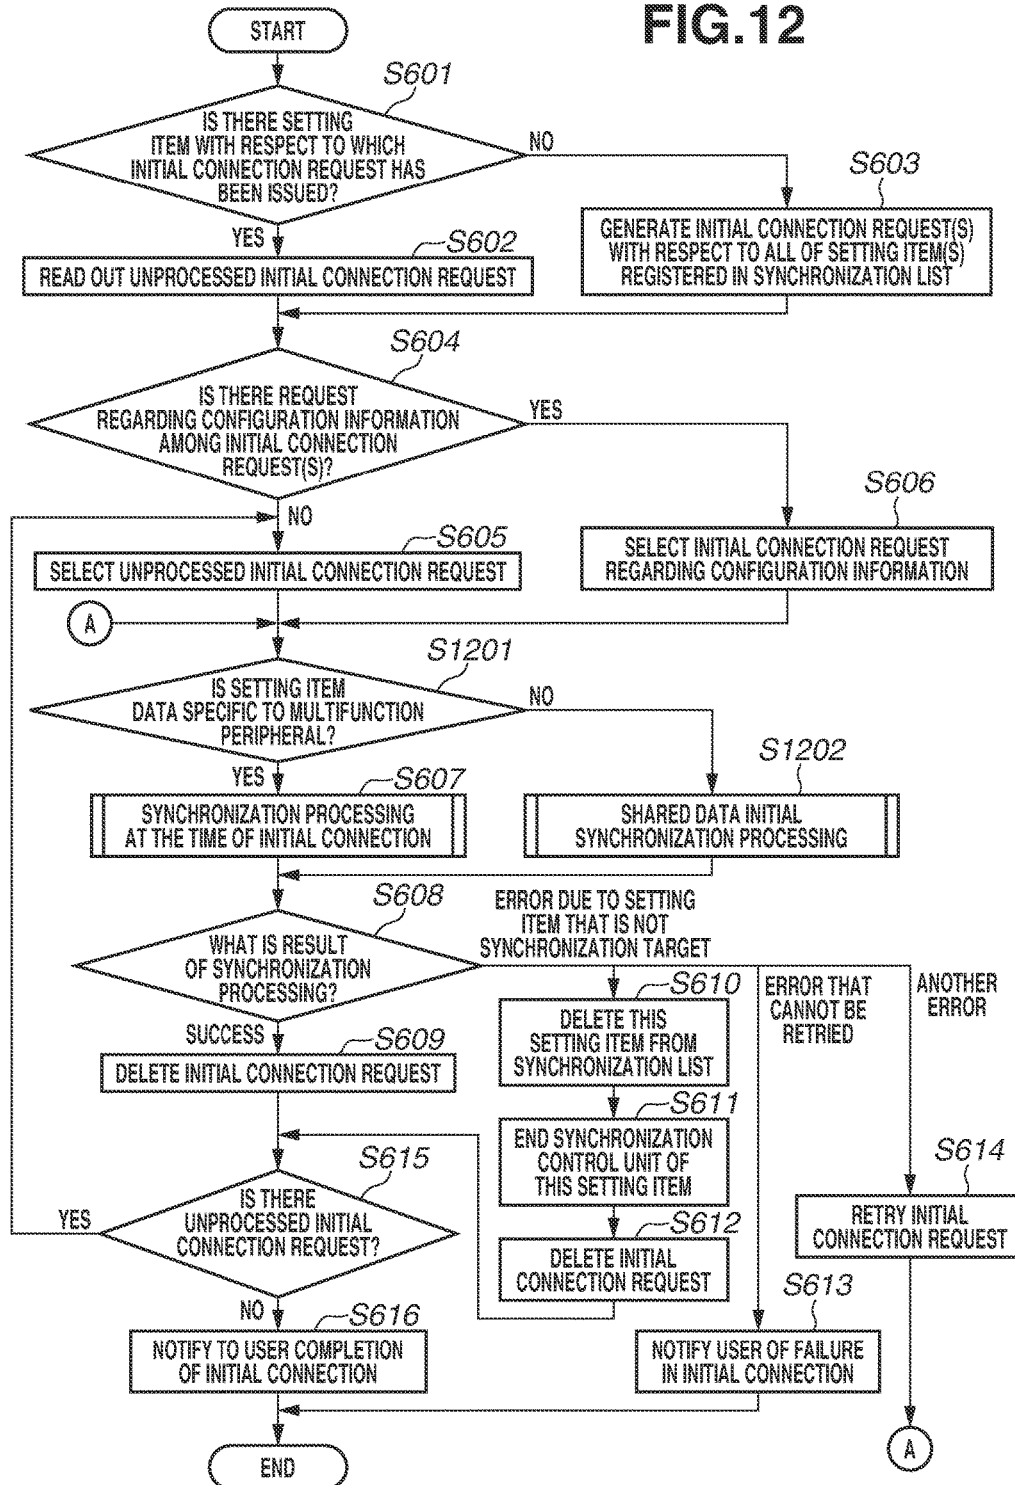 FIG.12
START
S601
IS THERE SETTING
ITEM WITH RESPECT TO WHICH
INITIAL CONNECTION REQUEST HAS
BEEN ISSUED?
NO
YES
S602
READ OUT UNPROCESSED INITIAL CONNECTION REQUEST
S603
GENERATE INITIAL CONNECTION REQUEST(S)
WITH RESPECT TO ALL OF SETTING ITEM(S)
REGISTERED IN SYNCHRONIZATION LIST
S604
IS THERE REQUEST
REGARDING CONFIGURATION INFORMATION
AMONG INITIAL CONNECTION
REQUEST(S)?
YES
NO
S605
SELECT UNPROCESSED INITIAL CONNECTION REQUEST
S606
SELECT INITIAL CONNECTION REQUEST
REGARDING CONFIGURATION INFORMATION
A
S1201
IS SETTING ITEM
DATA SPECIFIC TO MULTIFUNCTION
PERIPHERAL?
NO
YES
S607
SYNCHRONIZATION PROCESSING
AT THE TIME OF INITIAL CONNECTION
S1202
SHARED DATA INITIAL
SYNCHRONIZATION PROCESSING
S608
WHAT IS RESULT
OF SYNCHRONIZATION
PROCESSING?
ERROR DUE TO SETTING
ITEM THAT IS NOT
SYNCHRONIZATION TARGET
SUCCESS
S609
DELETE INITIAL CONNECTION REQUEST
S610
DELETE THIS
SETTING ITEM FROM
SYNCHRONIZATION LIST
ERROR THAT
CANNOT BE
RETRIED
ANOTHER
ERROR
S611
END SYNCHRONIZATION
CONTROL UNIT OF
THIS SETTING ITEM
S612
DELETE INITIAL
CONNECTION REQUEST
S614
RETRY INITIAL
CONNECTION REQUEST
S615
IS THERE
UNPROCESSED INITIAL
CONNECTION REQUEST?
YES
NO
S616
NOTIFY TO USER COMPLETION
OF INITIAL CONNECTION
S613
NOTIFY USER OF FAILURE
IN INITIAL CONNECTION
A
END